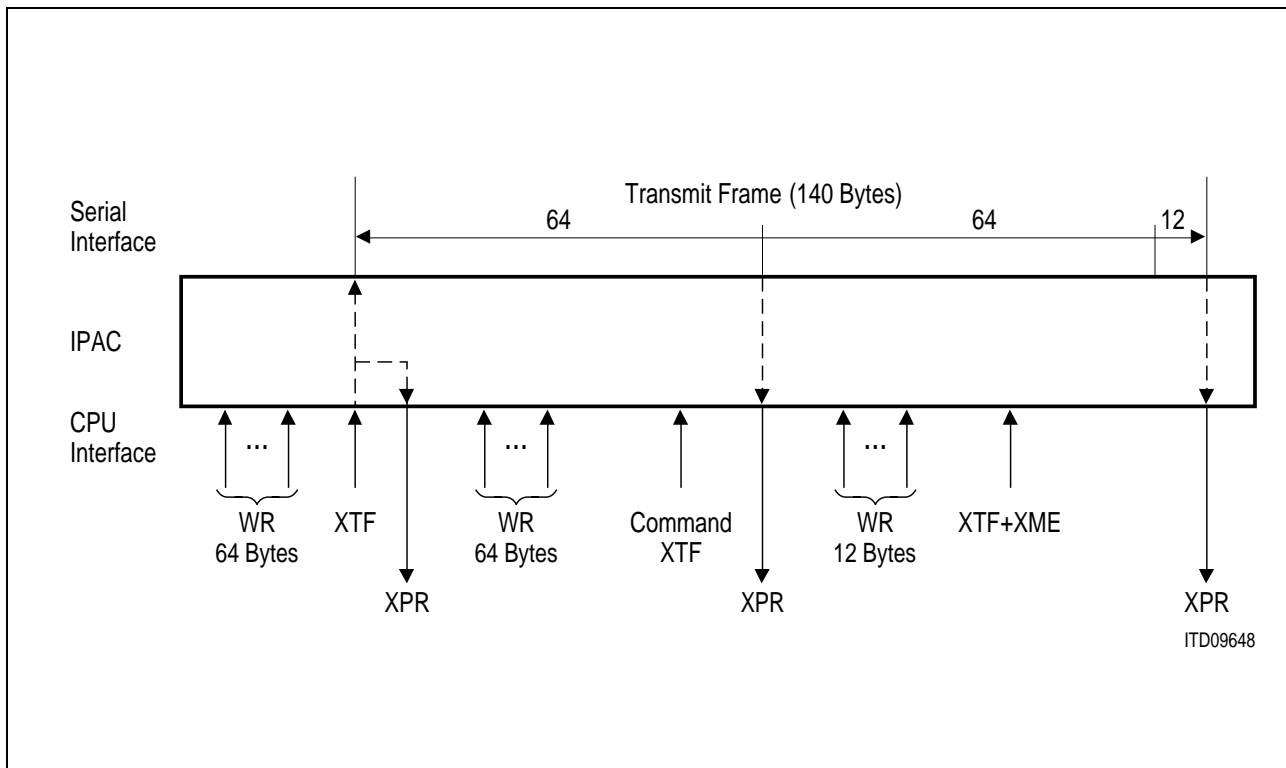 Transmit Frame (140 Bytes)
Serial
Interface
64
64
12
IPAC
CPU
Interface
...
...
...
WR
64 Bytes
XTF
WR
64 Bytes
Command
XTF
WR
12 Bytes
XTF+XME
XPR
XPR
XPR
ITD09648